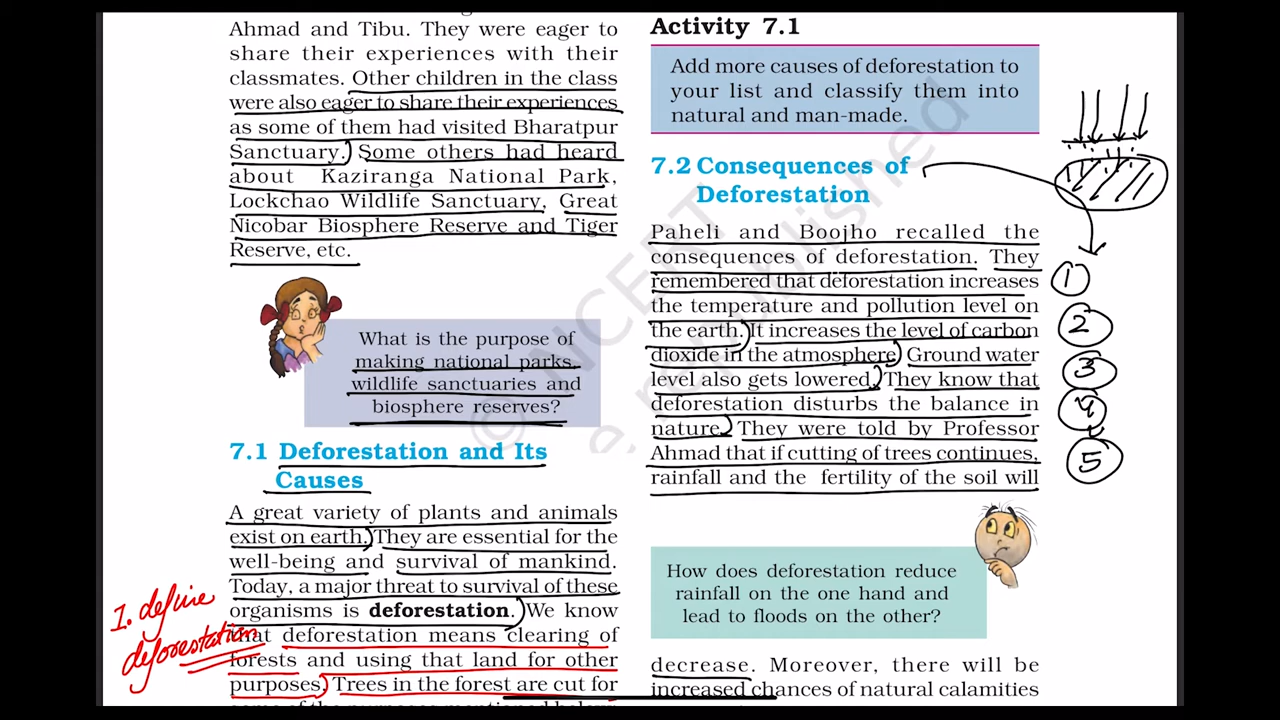 Ahmad and Tibu. They were eager to
share their experiences with their
classmates. Other children in the class
were also eager to share their experiences
as some of them had visited Bharatpur
Sanctuary. Some others had heard
about Kaziranga National Park,
Lockchao Wildlife Sanctuary, Great
Nicobar Biosphere Reserve and Tiger
Reserve, etc.
What is the purpose of
making national parks,
wildlife sanctuaries and
biosphere reserves?
7.1 Deforestation and Its
Causes
A great variety of plants and animals
exist on earth. They are essential for the
well-being and survival of mankind.
Today, a major threat to survival of these
organisms is deforestation. We know
that deforestation means clearing of
forests and using that land for other
purposes. Trees in the forest are cut for
1. define
deforestation
Activity 7.1
Add more causes of deforestation to
your list and classify them into
natural and man-made.
7.2 Consequences of
Deforestation
Paheli and Boojho recalled the
consequences of deforestation. They
remembered that deforestation increases
the temperature and pollution level on
the earth. It increases the level of carbon
dioxide in the atmosphere. Ground water
level also gets lowered. They know that
deforestation disturbs the balance in
nature. They were told by Professor
Ahmad that if cutting of trees continues,
rainfall and the fertility of the soil will
1
2
3
4
5
How does deforestation reduce
rainfall on the one hand and
lead to floods on the other?
decrease. Moreover, there will be
increased chances of natural calamities
© NCERT
republished